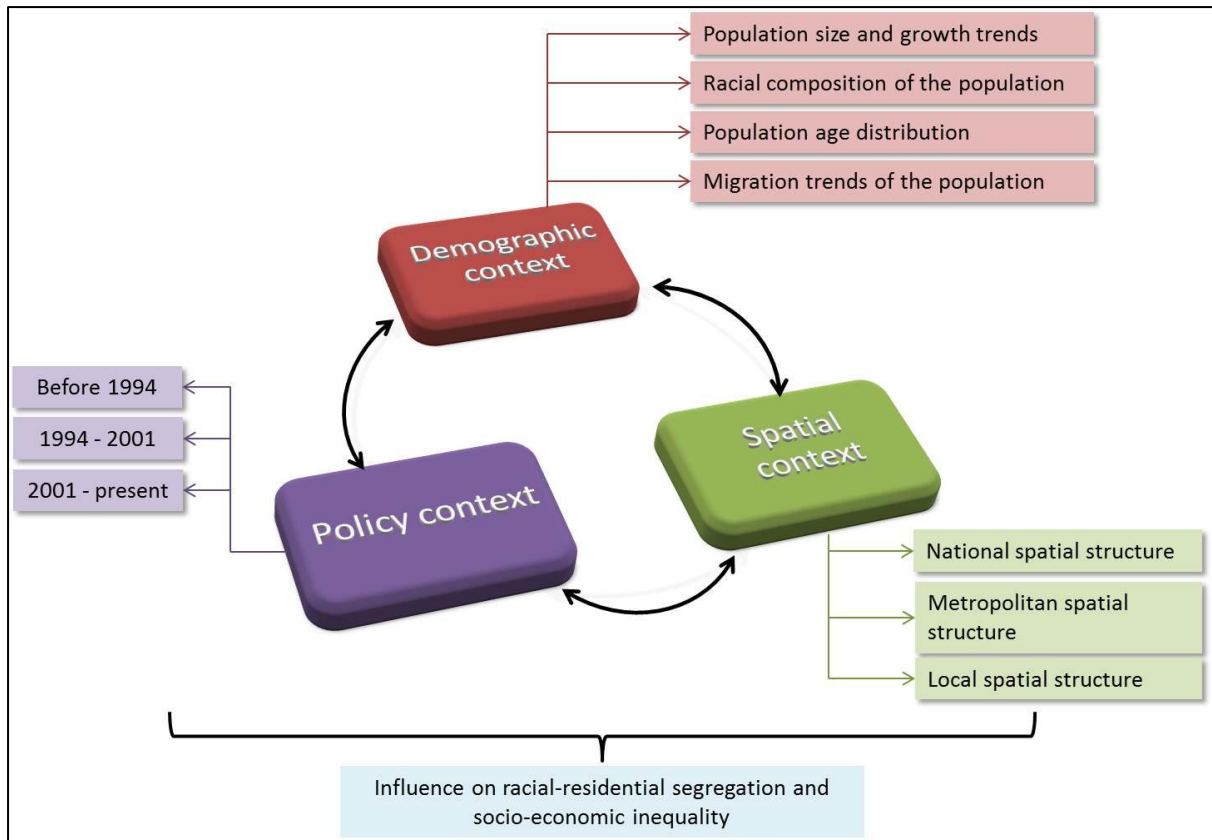 Population size and growth trends
Racial composition of the population
Population age distribution
Migration trends of the population
Demographic
context
Before 1994
1994 - 2001
2001 - present
Policy context
Spatial
context
National spatial structure
Metropolitan spatial
structure
Local spatial structure
Influence on racial-residential segregation and
socio-economic inequality